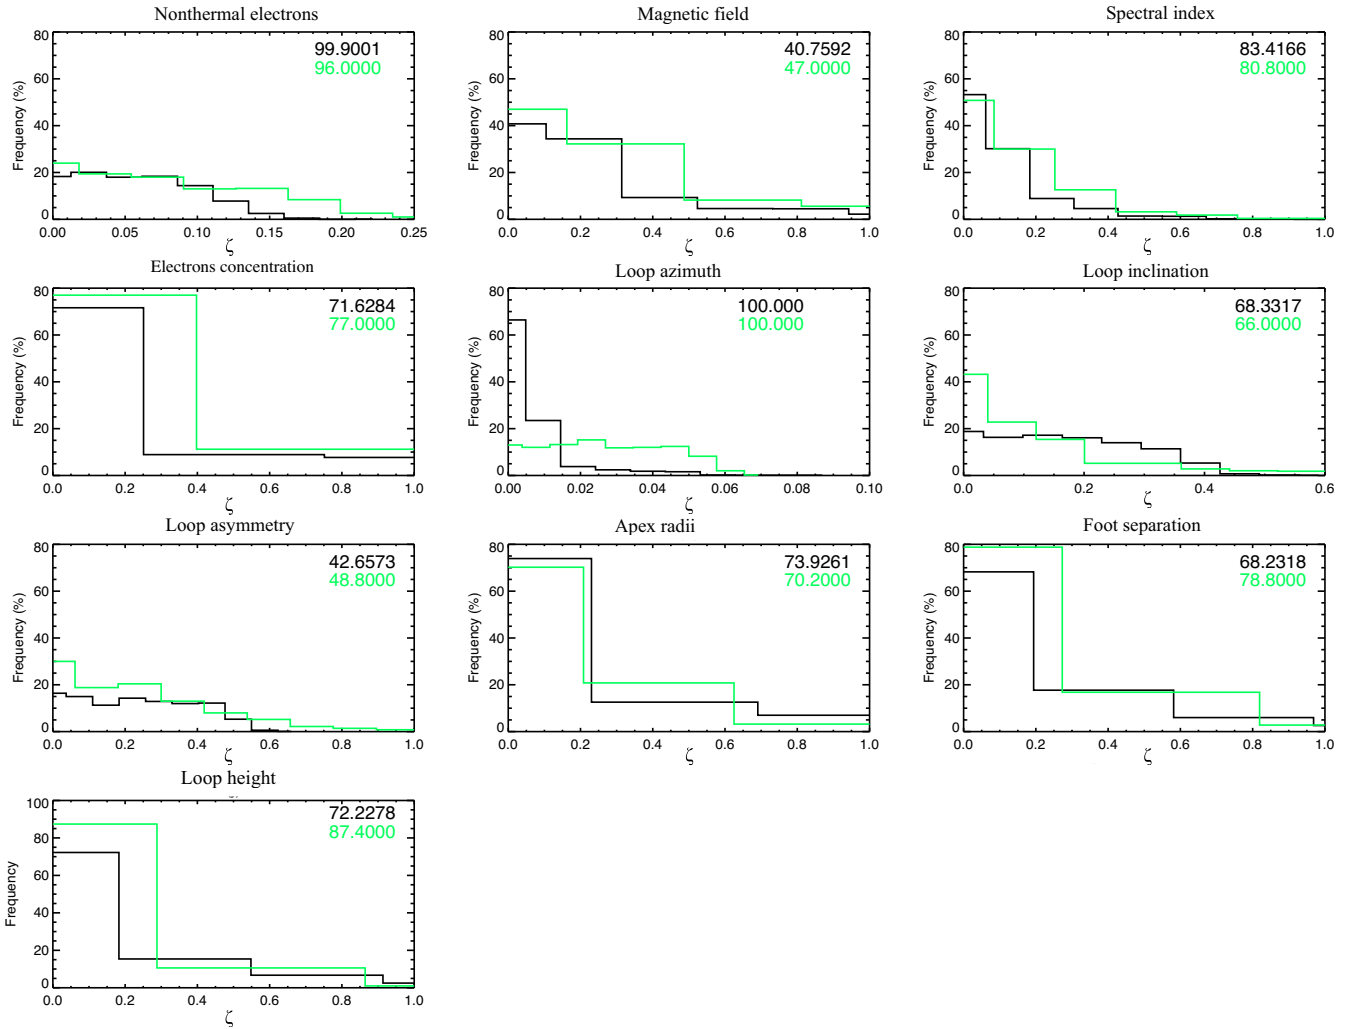 Nonthermal electrons
99.9001
96.0000
80
60
40
20
0
Frequency (%)
0.00 0.05 0.10 0.15 0.20 0.25
ζ
Magnetic field
40.7592
47.0000
80
60
40
20
0
Frequency (%)
0.0 0.2 0.4 0.6 0.8 1.0
ζ
Spectral index
83.4166
80.8000
80
60
40
20
0
Frequency (%)
0.0 0.2 0.4 0.6 0.8 1.0
ζ
Electrons concentration
71.6284
77.0000
80
60
40
20
0
Frequency (%)
0.0 0.2 0.4 0.6 0.8 1.0
ζ
Loop azimuth
100.000
100.000
80
60
40
20
0
Frequency (%)
0.00 0.02 0.04 0.06 0.08 0.10
ζ
Loop inclination
68.3317
66.0000
80
60
40
20
0
Frequency (%)
0.0 0.2 0.4 0.6
ζ
Loop asymmetry
42.6573
48.8000
80
60
40
20
0
Frequency (%)
0.0 0.2 0.4 0.6 0.8 1.0
ζ
Apex radii
73.9261
70.2000
80
60
40
20
0
Frequency (%)
0.0 0.2 0.4 0.6 0.8 1.0
ζ
Foot separation
68.2318
78.8000
80
60
40
20
0
Frequency (%)
0.0 0.2 0.4 0.6 0.8 1.0
ζ
Loop height
72.2278
87.4000
100
80
60
40
20
0
Frequency
0.0 0.2 0.4 0.6 0.8 1.0
ζ